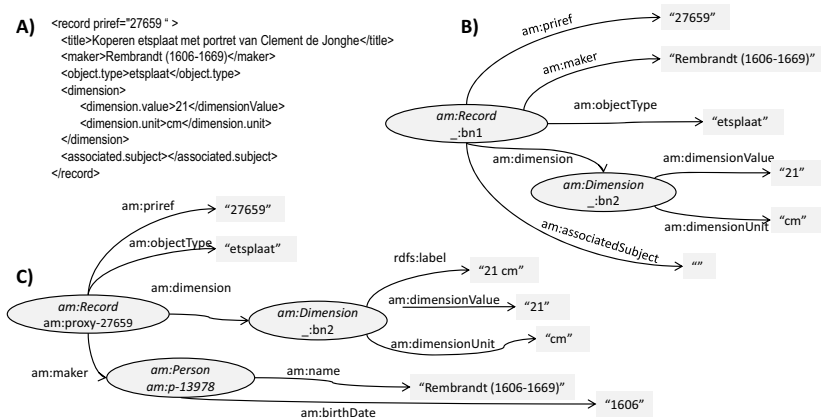 A)
<record priref="27659 “ >
<title>Koperen etsplaat met portret van Clement de Jonghe</title>
<maker>Rembrandt (1606-1669)</maker>
<object.type>etsplaat</object.type>
<dimension>
<dimension.value>21</dimensionValue>
<dimension.unit>cm</dimension.unit>
</dimension>
<associated.subject></associated.subject>
</record>
B)
am:priref
“27659”
am:maker
“Rembrandt (1606-1669)”
am:objectType
“etsplaat”
am:Record
_:bn1
am:dimension
am:dimensionValue
“21”
am:Dimension
_:bn2
“cm”
am:dimensionUnit
am:associatedSubject
“”
C)
am:priref
“27659”
am:objectType
“etsplaat”
am:dimension
rdfs:label
“21 cm”
am:Record
am:proxy-27659
am:Dimension
_:bn2
am:dimensionValue
“21”
am:dimensionUnit
“cm”
am:maker
am:Person
am:p-13978
am:name
“Rembrandt (1606-1669)”
“1606”
am:birthDate